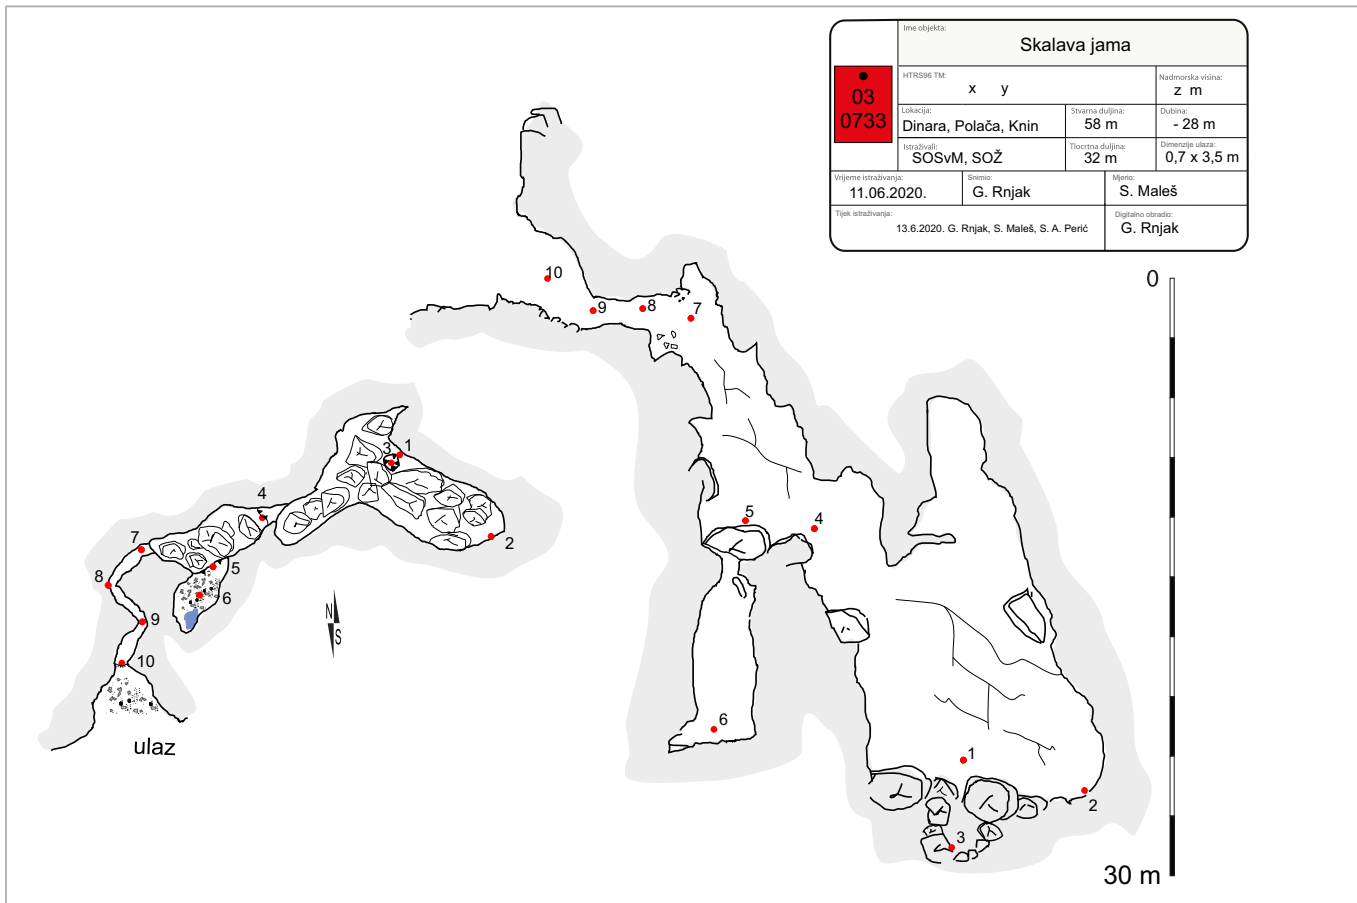 Ime objekta:
Skalava jama
03
0733
HTRS96 TM:
x y
Nadmorska visina:
z m
Lokacija:
Dinara, Polača, Knin
Stvarna duljina:
58 m
Dubina:
- 28 m
Istraživali:
SOSvM, SOŽ
Tlocrtna duljina:
32 m
Dimenzije ulaza:
0,7 x 3,5 m
Vrijeme istraživanja:
11.06.2020.
Snimio:
G. Rnjak
Mjerio:
S. Maleš
Tijek istraživanja:
13.6.2020. G. Rnjak, S. Maleš, S. A. Perić
Digitalno obradio:
G. Rnjak
10
9
8
7
5
4
6
1
2
3
0
30 m
3
1
4
2
7
5
8
6
9
10
N
S
ulaz